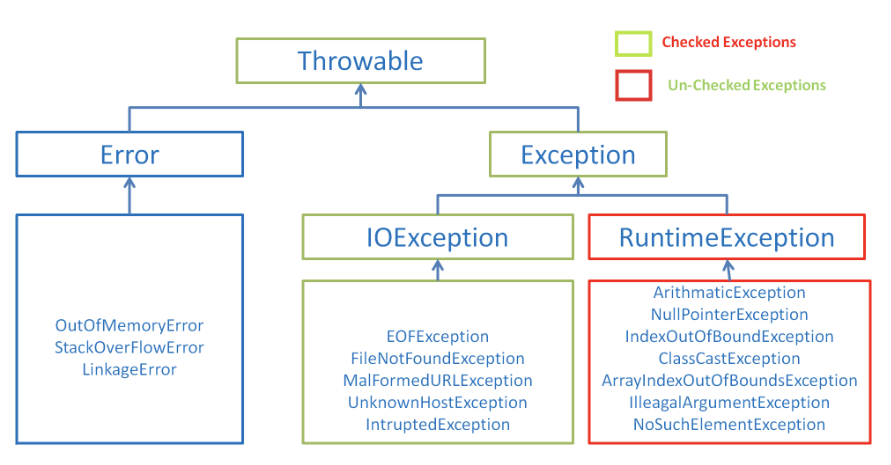 Throwable
Checked Exceptions
Un-Checked Exceptions
Error
Exception
IOException
RuntimeException
OutOfMemoryError
StackOverFlowError
LinkageError
EOFException
FileNotFoundException
MalFormedURLException
UnknownHostException
IntruptedException
ArithmaticException
NullPointerException
IndexOutOfBoundException
ClassCastException
ArrayIndexOutOfBoundsException
IlleagalArgumentException
NoSuchElementException